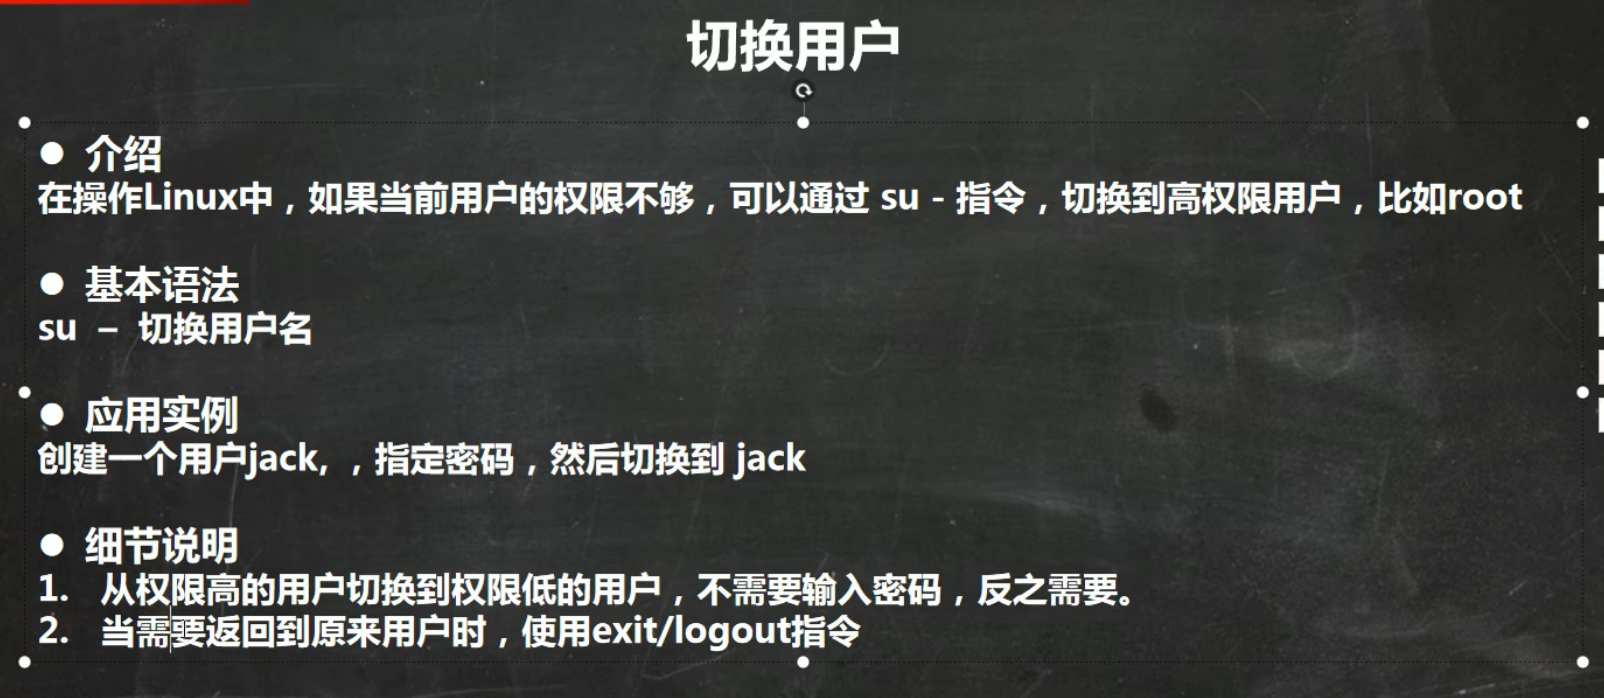 切换用户
● 介绍
在操作Linux中，如果当前用户的权限不够，可以通过 su - 指令，切换到高权限用户，比如root
● 基本语法
su – 切换用户名
● 应用实例
创建一个用户jack, ，指定密码，然后切换到 jack
● 细节说明
1. 从权限高的用户切换到权限低的用户，不需要输入密码，反之需要。
2. 当需要返回到原来用户时，使用exit/logout指令